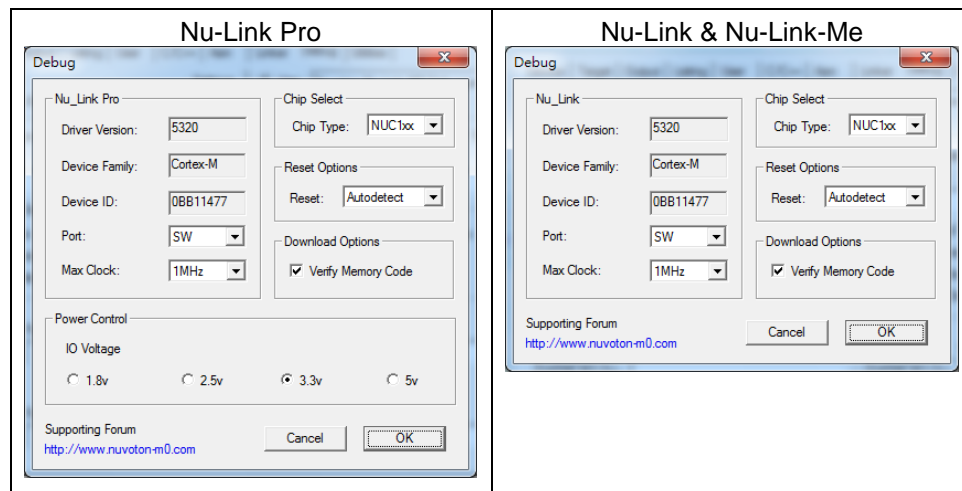 Nu-Link Pro
Debug
Nu_Link Pro
Driver Version: 5320
Device Family: Cortex-M
Device ID: 0BB11477
Port: SW
Max Clock: 1MHz
Chip Select
Chip Type: NUC1xx
Reset Options
Reset: Autodetect
Download Options
Verify Memory Code
Power Control
IO Voltage
1.8v 2.5v 3.3v 5v
Supporting Forum
http://www.nuvoton-m0.com
Cancel OK
Nu-Link & Nu-Link-Me
Debug
Nu_Link
Driver Version: 5320
Device Family: Cortex-M
Device ID: 0BB11477
Port: SW
Max Clock: 1MHz
Chip Select
Chip Type: NUC1xx
Reset Options
Reset: Autodetect
Download Options
Verify Memory Code
Supporting Forum
http://www.nuvoton-m0.com
Cancel OK